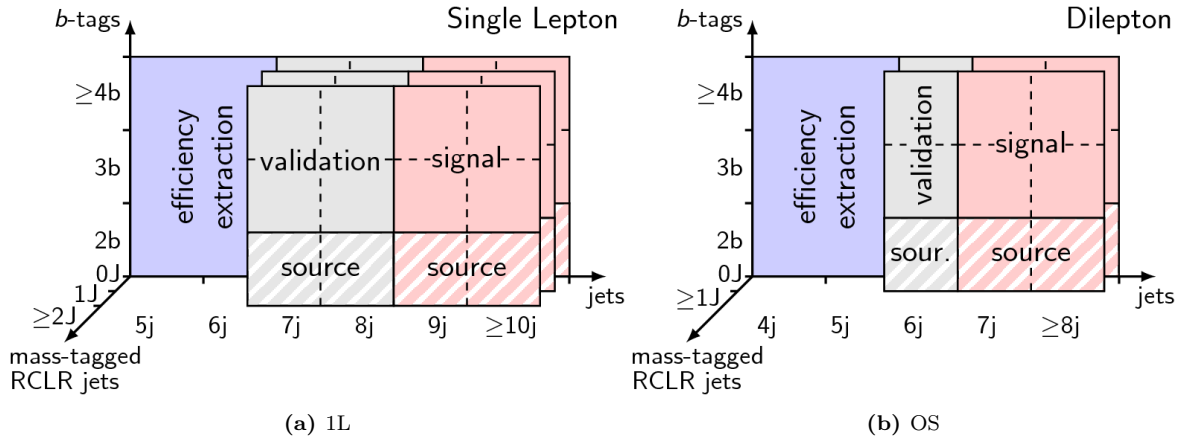 b-tags
Single Lepton
≥4b
3b
2b
0J
1J
≥2J
efficiency
extraction
validation
signal
source
source
jets
5j
6j
7j
8j
9j
≥10j
mass-tagged
RCLR jets
(a) 1L
b-tags
Dilepton
≥4b
3b
2b
0J
≥1J
efficiency
extraction
validation
signal
sour.
source
jets
4j
5j
6j
7j
≥8j
mass-tagged
RCLR jets
(b) OS